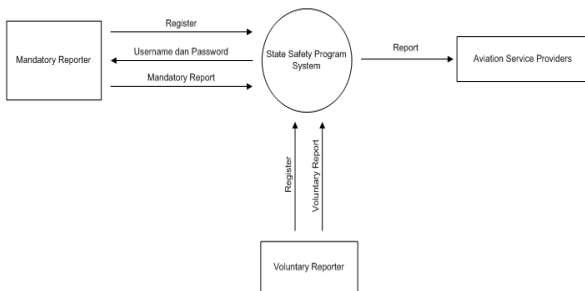 Register
Username dan Password
Mandatory Report
Mandatory Reporter
State Safety Program
System
Report
Aviation Service Providers
Register
Voluntary Report
Voluntary Reporter